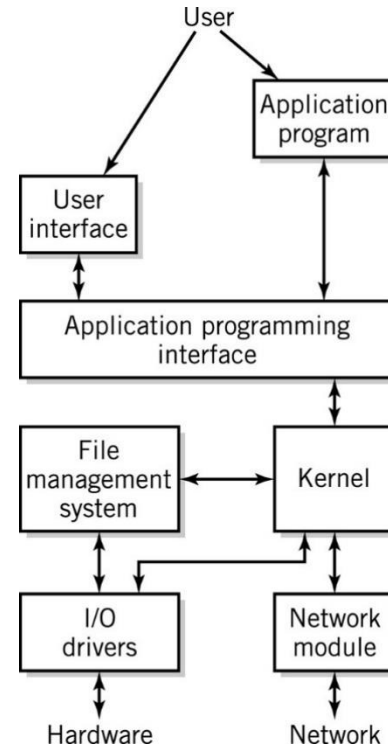 User
Application
program
User
interface
Application programming
interface
File
management
system
Kernel
I/O
drivers
Network
module
Hardware
Network